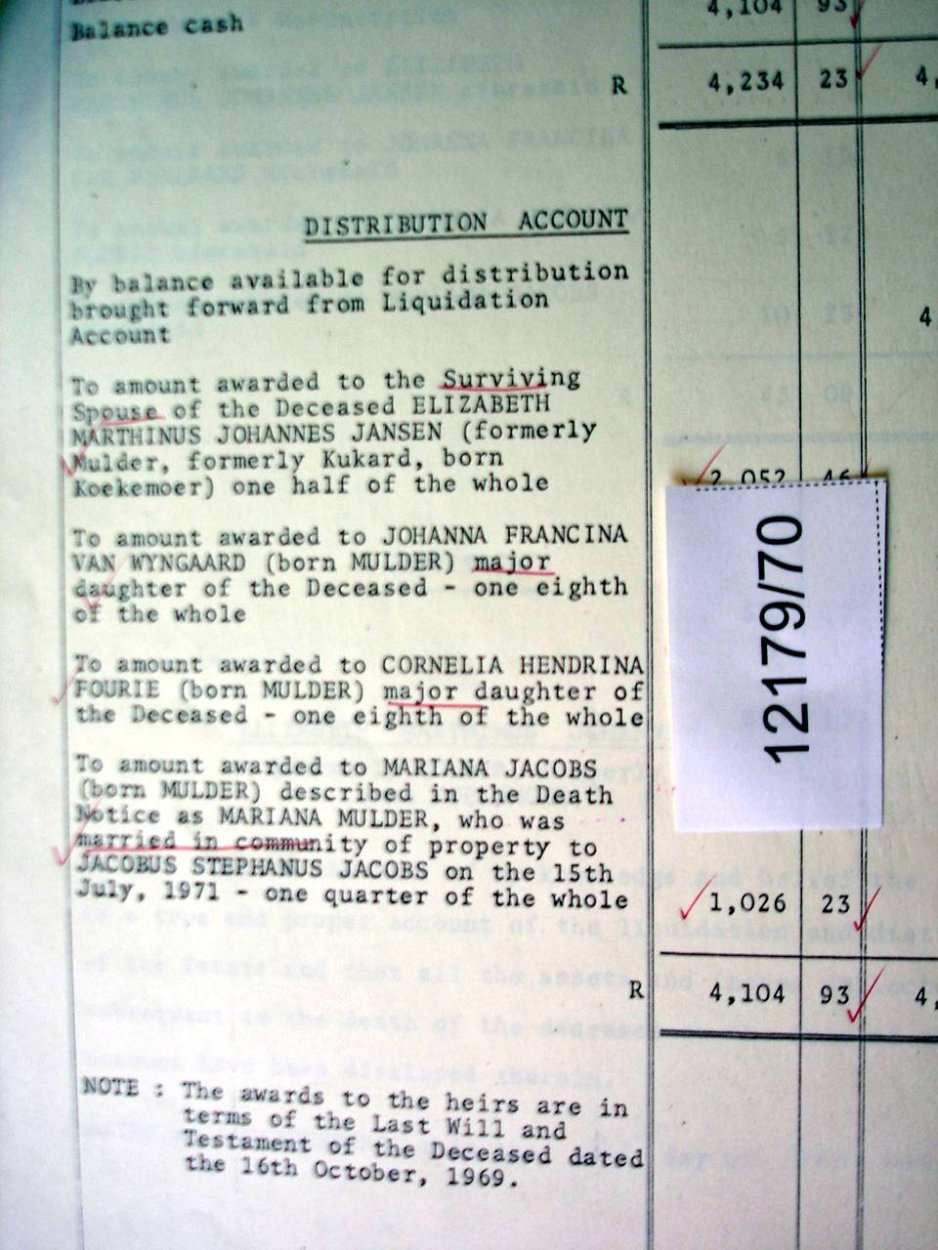 Balance cash 4,104 93
R 4,234 23 4,
DISTRIBUTION ACCOUNT
By balance available for distribution
brought forward from Liquidation
Account 4
To amount awarded to the Surviving
Spouse of the Deceased ELIZABETH
MARTHINUS JOHANNES JANSEN (formerly
Mulder, formerly Kukard, born
Koekemoer) one half of the whole 2,052 46
To amount awarded to JOHANNA FRANCINA
VAN WYNGAARD (born MULDER) major
daughter of the Deceased - one eighth
of the whole
12179/70
To amount awarded to CORNELIA HENDRINA
FOURIE (born MULDER) major daughter of
the Deceased - one eighth of the whole
To amount awarded to MARIANA JACOBS
(born MULDER) described in the Death
Notice as MARIANA MULDER, who was
married in community of property to
JACOBUS STEPHANUS JACOBS on the 15th
July, 1971 - one quarter of the whole 1,026 23
R 4,104 93 4,
NOTE : The awards to the heirs are in
terms of the Last Will and
Testament of the Deceased dated
the 16th October, 1969.